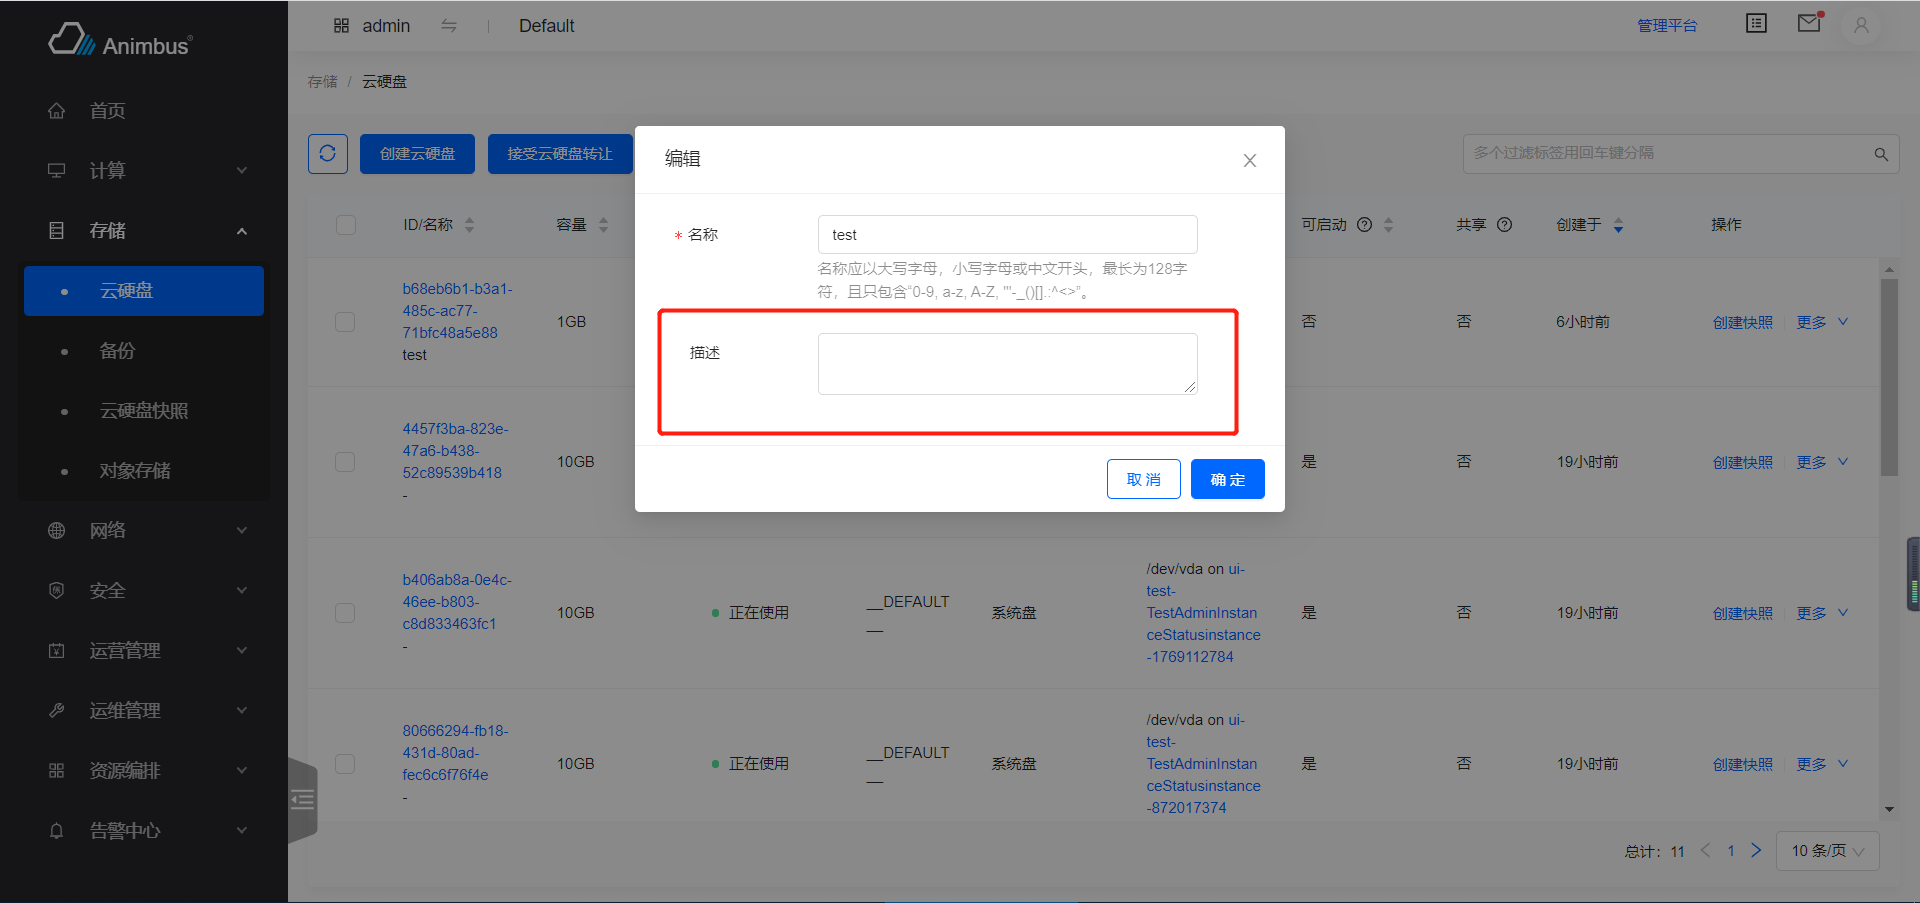 Animbus®
admin
Default
管理平台
首页
计算
存储
云硬盘
备份
云硬盘快照
对象存储
网络
安全
运营管理
运维管理
资源编排
告警中心
存储 / 云硬盘
创建云硬盘
接受云硬盘转让
多个过滤标签用回车键分隔
ID/名称
容量
可启动
共享
创建于
操作
b68eb6b1-b3a1-
485c-ac77-
71bfc48a5e88
test
1GB
否
否
6小时前
创建快照
更多
4457f3ba-823e-
47a6-b438-
52c89539b418
-
10GB
是
否
19小时前
创建快照
更多
b406ab8a-0e4c-
46ee-b803-
c8d833463fc1
-
10GB
正在使用
__DEFAULT
__
系统盘
/dev/vda on ui-
test-
TestAdminInstan
ceStatusinstance
-1769112784
是
否
19小时前
创建快照
更多
80666294-fb18-
431d-80ad-
fec6c6f76f4e
-
10GB
正在使用
__DEFAULT
__
系统盘
/dev/vda on ui-
test-
TestAdminInstan
ceStatusinstance
-872017374
是
否
19小时前
创建快照
更多
总计：11
1
10 条/页
编辑
* 名称
test
名称应以大写字母，小写字母或中文开头，最长为128字
符，且只包含“0-9, a-z, A-Z, "'-_()[].:^<>”。
描述
取 消
确 定